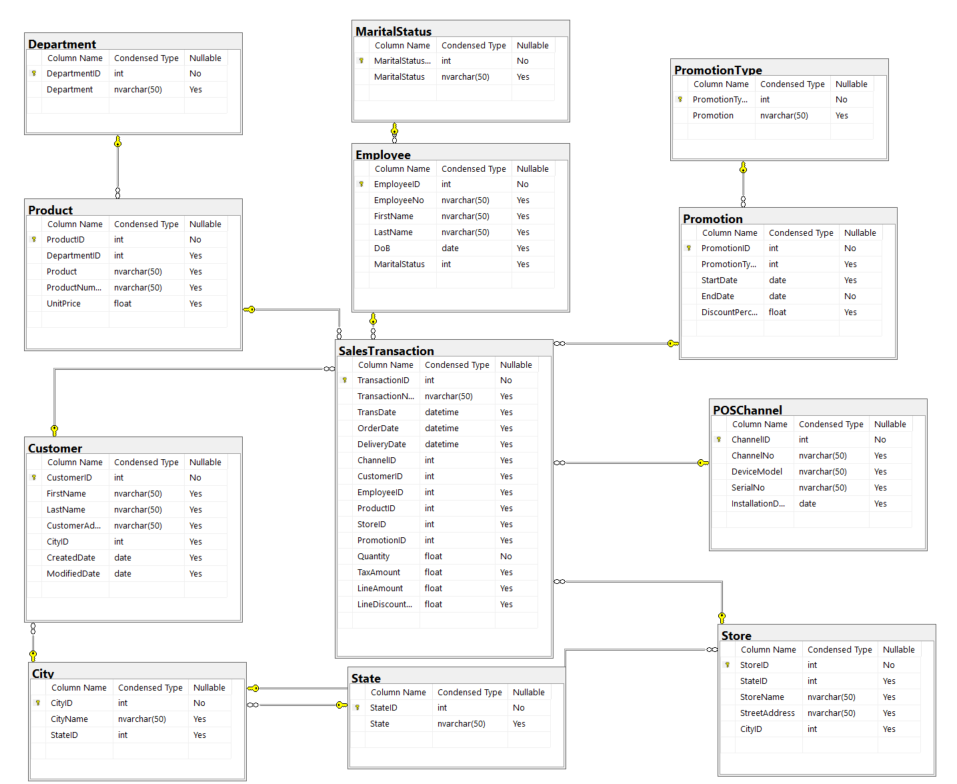 Department
Column Name Condensed Type Nullable
DepartmentID int No
Department nvarchar(50) Yes
MaritalStatus
Column Name Condensed Type Nullable
MaritalStatus... int No
MaritalStatus nvarchar(50) Yes
PromotionType
Column Name Condensed Type Nullable
PromotionTy... int No
Promotion nvarchar(50) Yes
Employee
Column Name Condensed Type Nullable
EmployeeID int No
EmployeeNo nvarchar(50) Yes
FirstName nvarchar(50) Yes
LastName nvarchar(50) Yes
DoB date Yes
MaritalStatus int Yes
Product
Column Name Condensed Type Nullable
ProductID int No
DepartmentID int Yes
Product nvarchar(50) Yes
ProductNum... nvarchar(50) Yes
UnitPrice float Yes
Promotion
Column Name Condensed Type Nullable
PromotionID int No
PromotionTy... int Yes
StartDate date Yes
EndDate date No
DiscountPerc... float Yes
SalesTransaction
Column Name Condensed Type Nullable
TransactionID int No
TransactionN... nvarchar(50) Yes
TransDate datetime Yes
OrderDate datetime Yes
DeliveryDate datetime Yes
ChannelID int Yes
CustomerID int Yes
EmployeeID int Yes
ProductID int Yes
StoreID int Yes
PromotionID int Yes
Quantity float No
TaxAmount float Yes
LineAmount float Yes
LineDiscount... float Yes
POSChannel
Column Name Condensed Type Nullable
ChannelID int No
ChannelNo nvarchar(50) Yes
DeviceModel nvarchar(50) Yes
SerialNo nvarchar(50) Yes
InstallationD... date Yes
Customer
Column Name Condensed Type Nullable
CustomerID int No
FirstName nvarchar(50) Yes
LastName nvarchar(50) Yes
CustomerAd... nvarchar(50) Yes
CityID int Yes
CreatedDate date Yes
ModifiedDate date Yes
Store
Column Name Condensed Type Nullable
StoreID int No
StateID int Yes
StoreName nvarchar(50) Yes
StreetAddress nvarchar(50) Yes
CityID int Yes
City
Column Name Condensed Type Nullable
CityID int No
CityName nvarchar(50) Yes
StateID int Yes
State
Column Name Condensed Type Nullable
StateID int No
State nvarchar(50) Yes